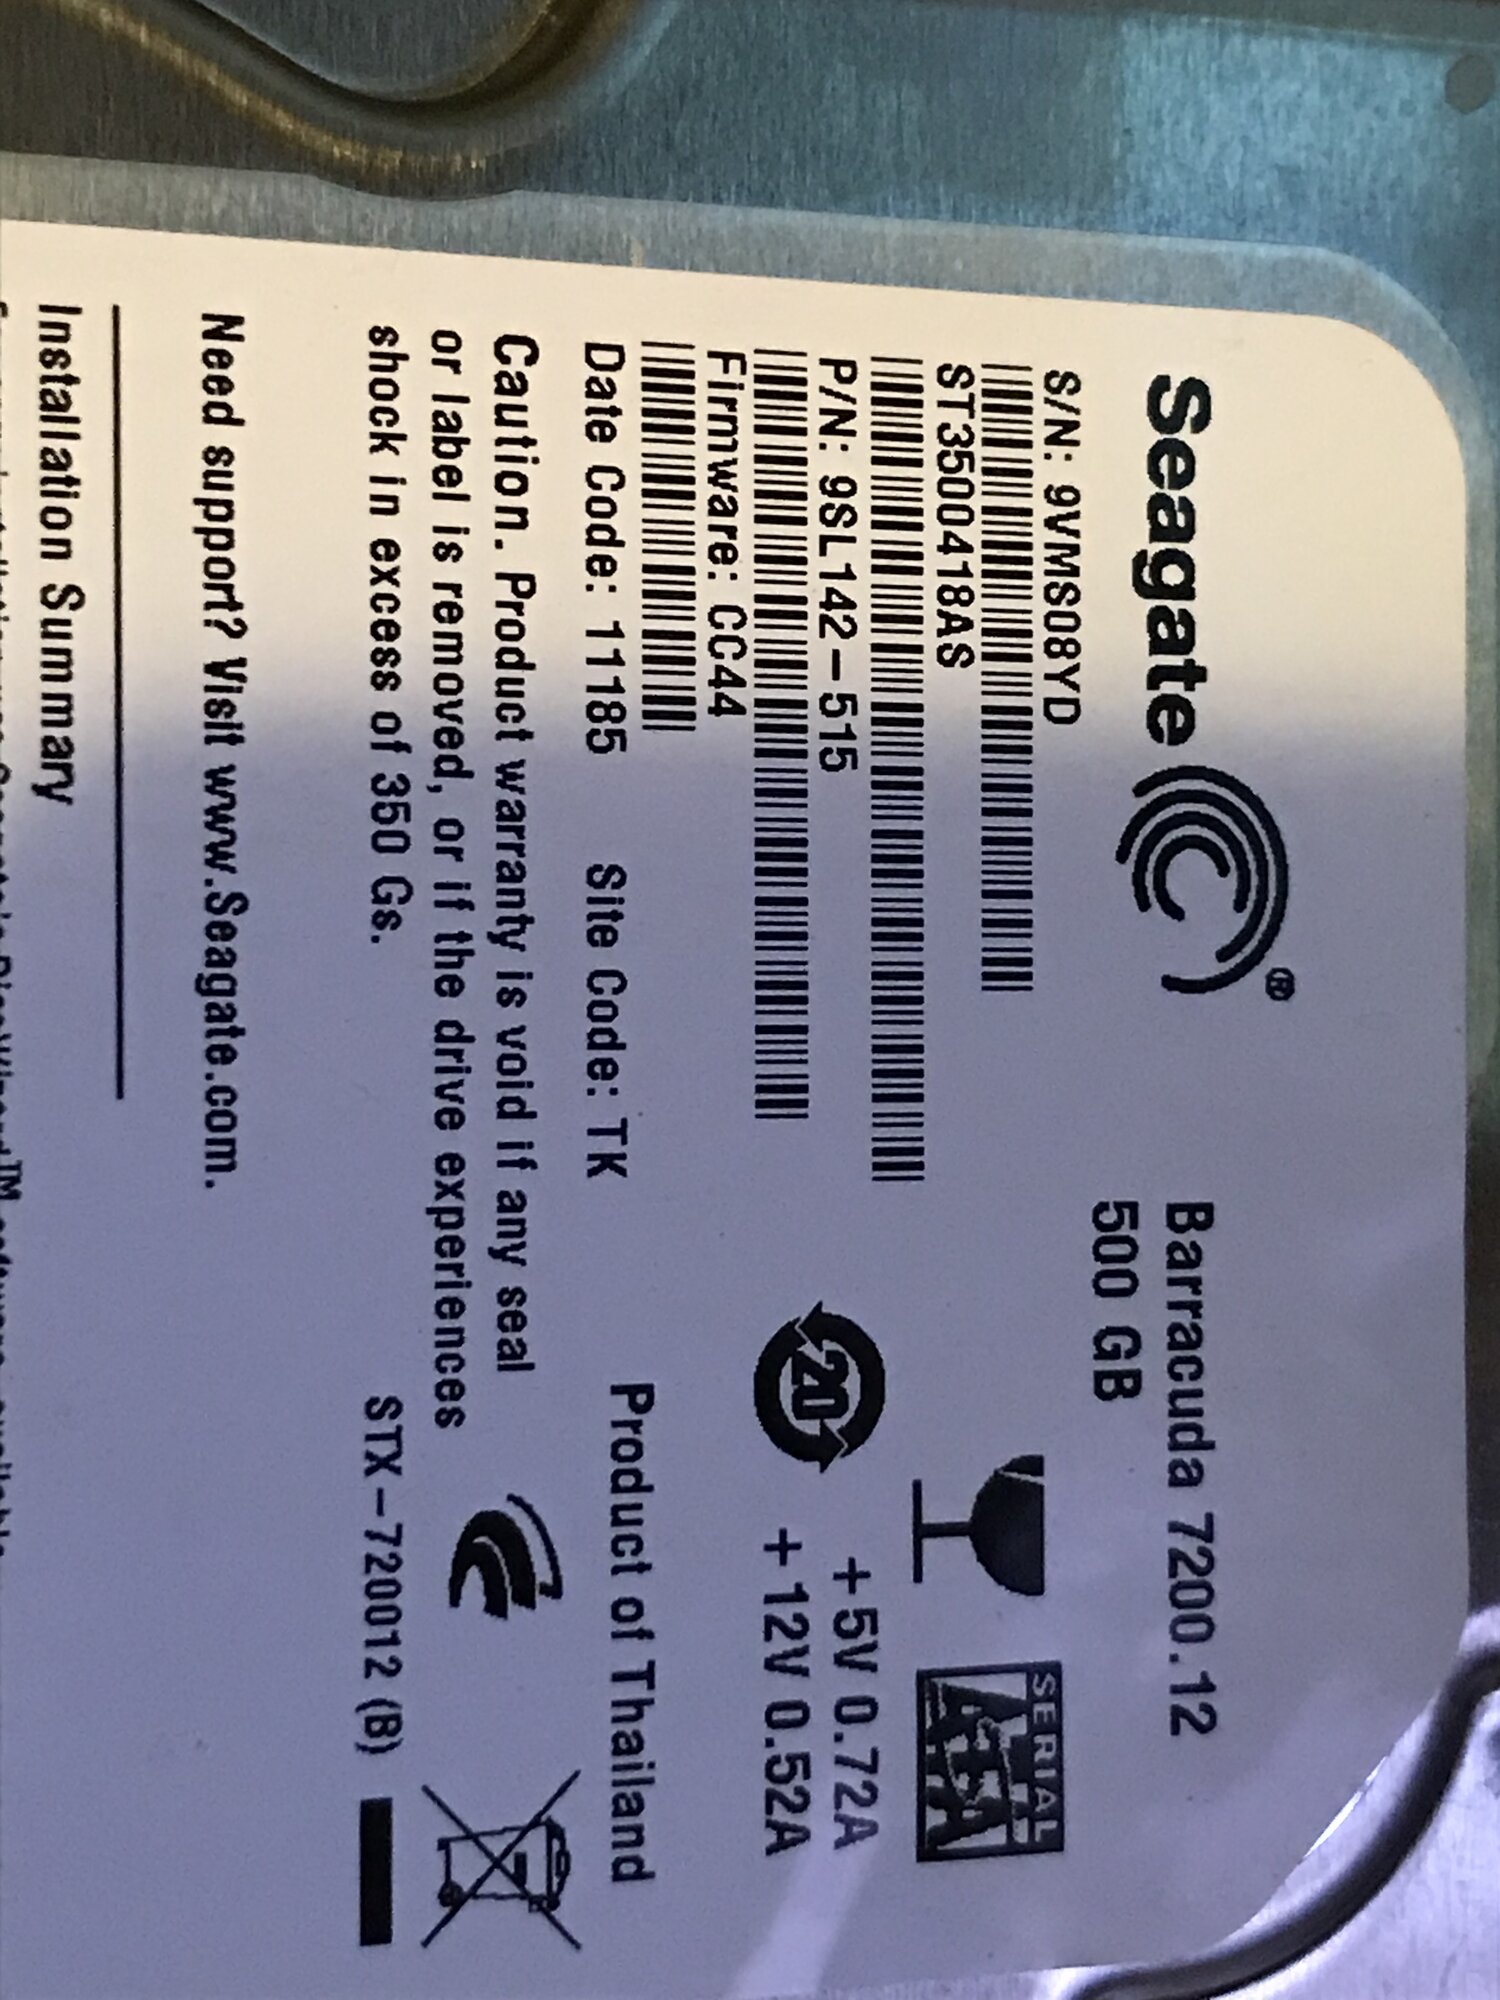 Seagate ®
Barracuda 7200.12
500 GB
S/N: 9VMS08YD
ST3500418AS
P/N: 9SL142-515
Firmware: CC44
SERIAL
ATA
20
+5V 0.72A
+12V 0.52A
Date Code: 11185 Site Code: TK
Product of Thailand
Caution. Product warranty is void if any seal
or label is removed, or if the drive experiences
shock in excess of 350 Gs.
STX-720012 (B)
Need support? Visit www.Seagate.com.
Installation Summary